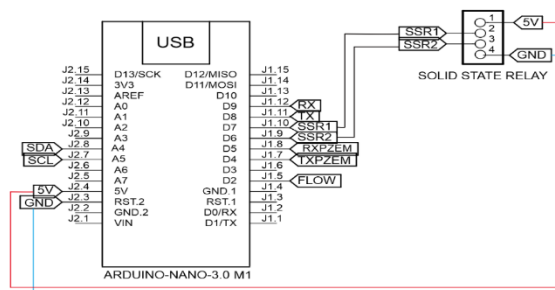 1 5V
SSR1 2
SSR2 3
4 GND
SOLID STATE RELAY
USB
J2.15 D13/SCK D12/MISO J1.15
J2.14 3V3 D11/MOSI J1.14
J2.13 AREF D10 J1.13
J2.12 A0 D9 J1.12 RX
J2.11 A1 D8 J1.11 TX
J2.10 A2 D7 J1.10 SSR1
J2.9 A3 D6 J1.9 SSR2
SDA J2.8 A4 D5 J1.8 RXPZEM
SCL J2.7 A5 D4 J1.7 TXPZEM
J2.6 A6 D3 J1.6
J2.5 A7 D2 J1.5 FLOW
5V J2.4 5V GND.1 J1.4
GND J2.3 RST.2 RST.1 J1.3
J2.2 GND.2 D0/RX J1.2
J2.1 VIN D1/TX J1.1
ARDUINO-NANO-3.0 M1